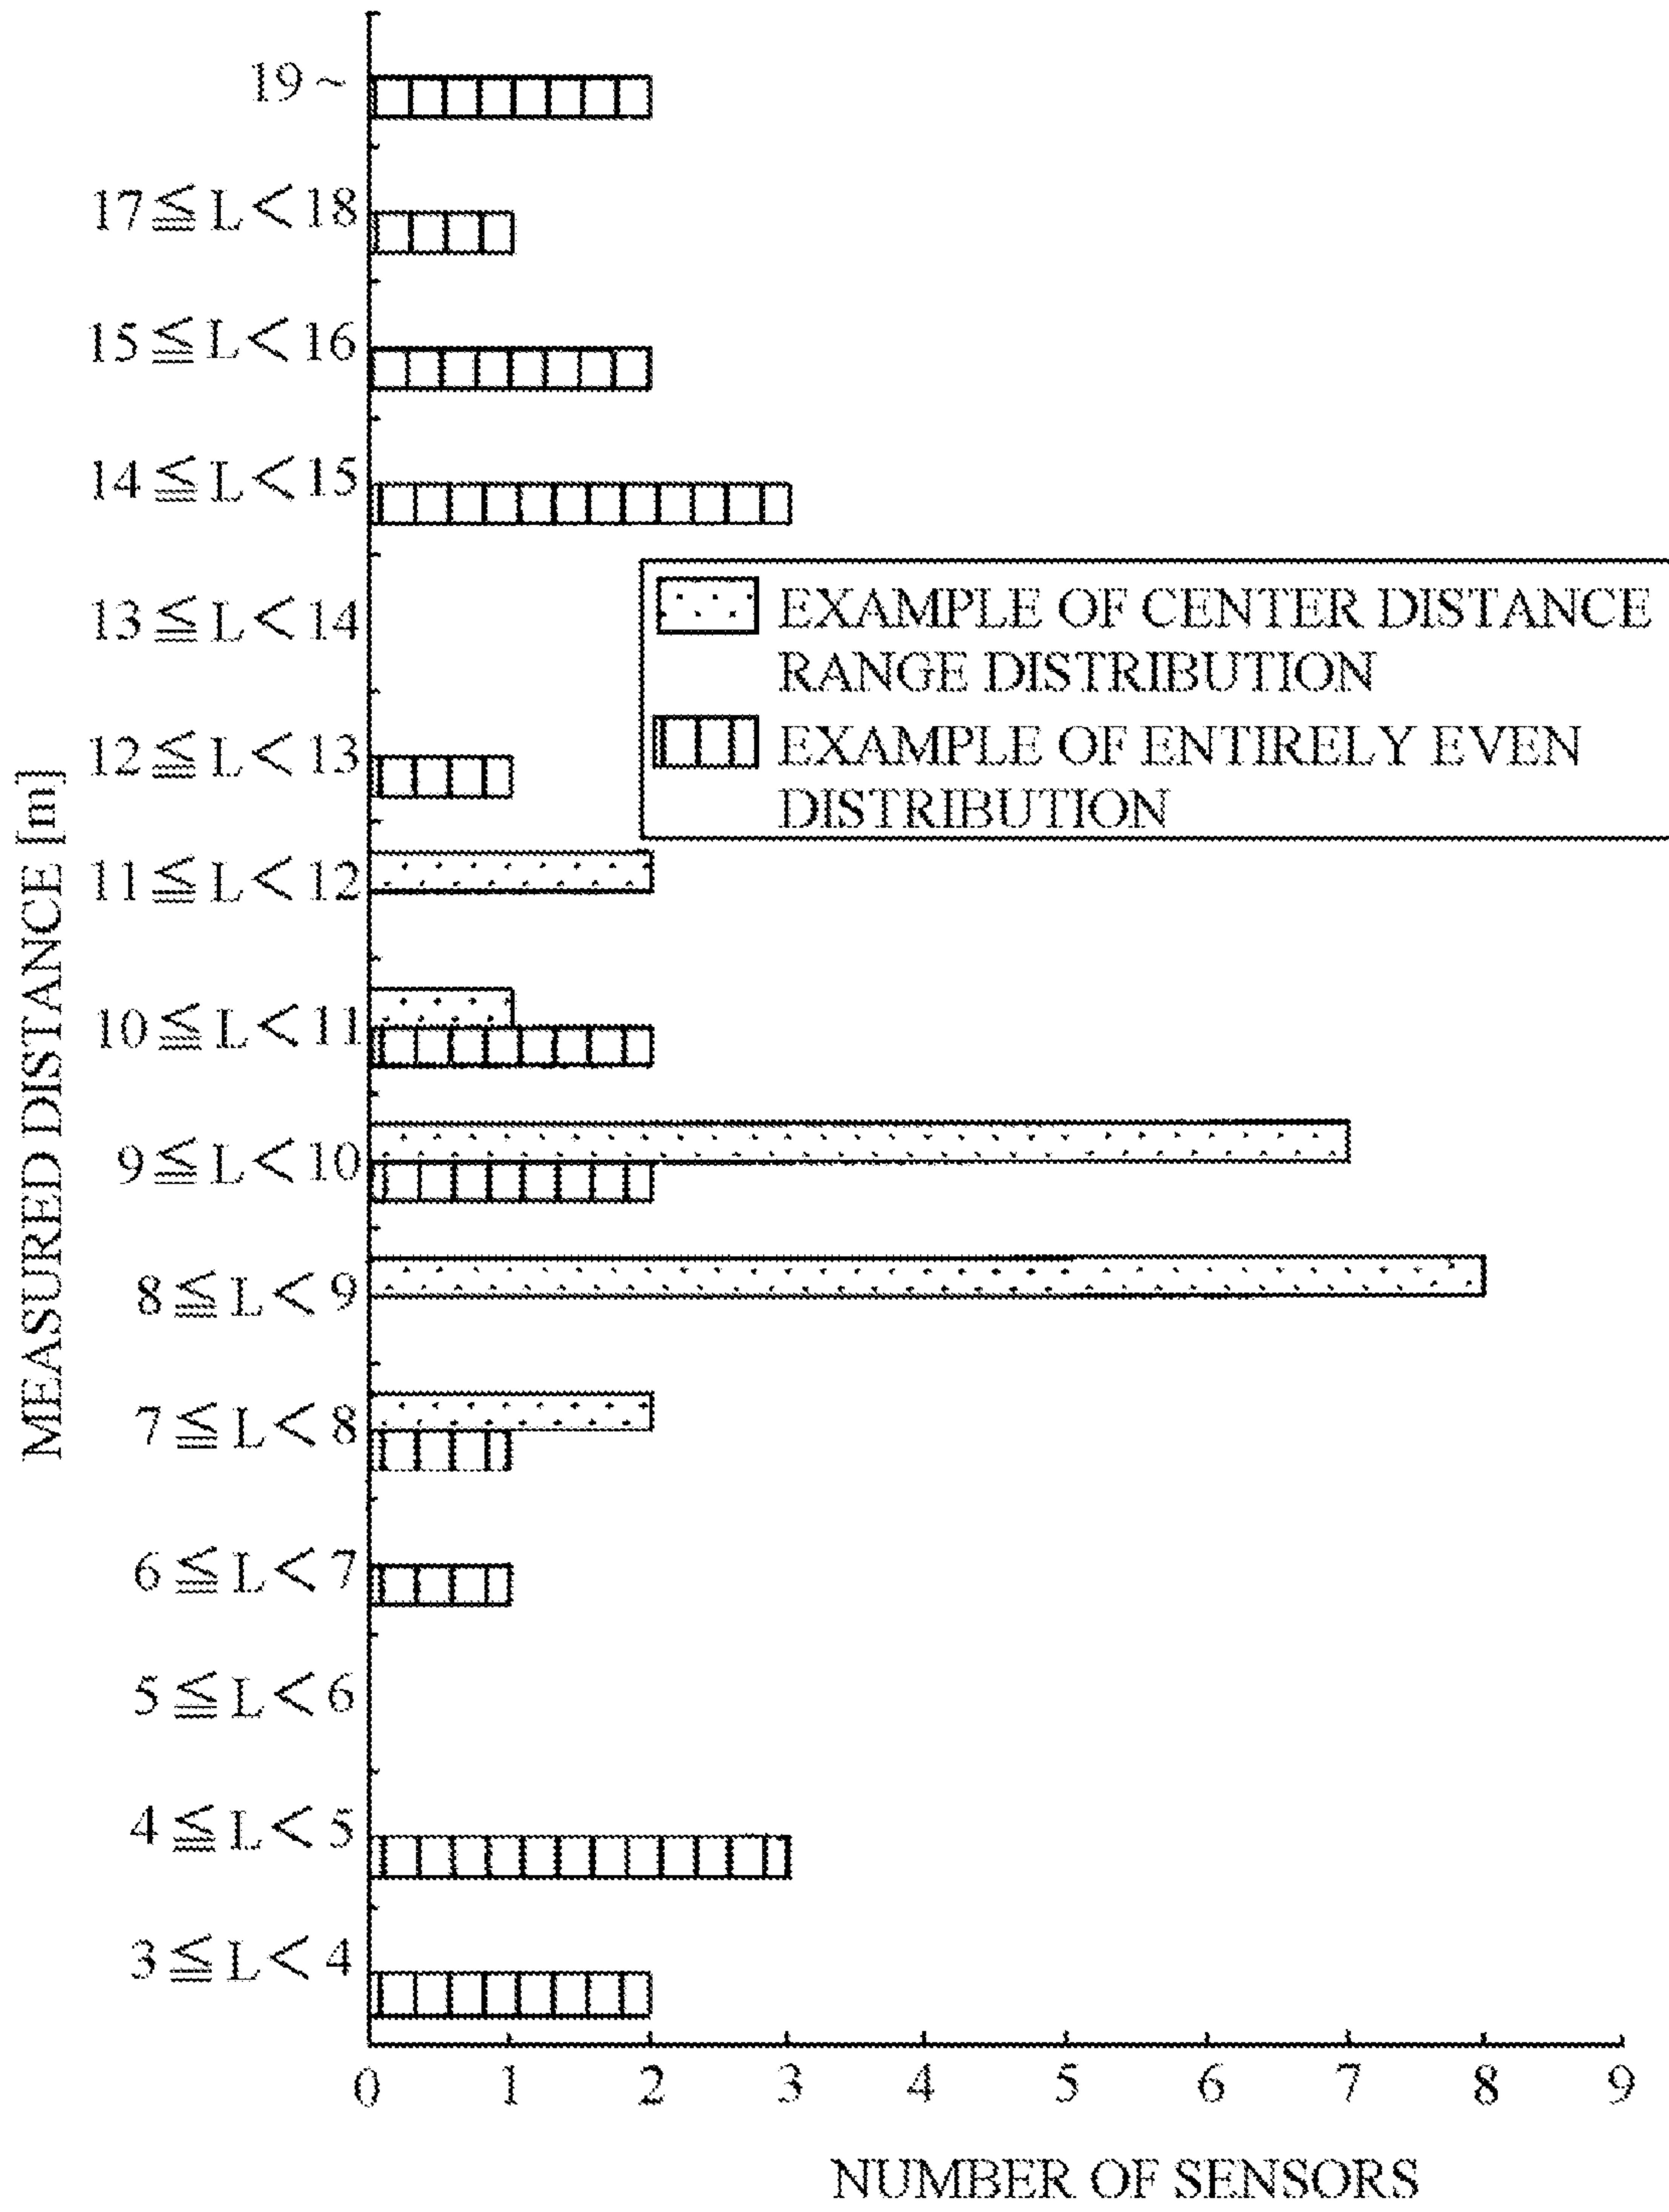 19～
17≦L＜18
15≦L＜16
14≦L＜15
13≦L＜14
12≦L＜13
11≦L＜12
10≦L＜11
9≦L＜10
8≦L＜9
7≦L＜8
6≦L＜7
5≦L＜6
4≦L＜5
3≦L＜4
MEASURED DISTANCE [m]
EXAMPLE OF CENTER DISTANCE
RANGE DISTRIBUTION
EXAMPLE OF ENTIRELY EVEN
DISTRIBUTION
0 1 2 3 4 5 6 7 8 9
NUMBER OF SENSORS